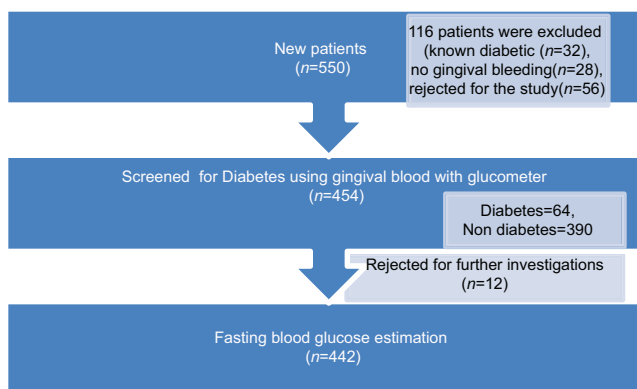 New patients
(n=550)
116 patients were excluded
(known diabetic (n=32),
no gingival bleeding(n=28),
rejected for the study(n=56)
Screened for Diabetes using gingival blood with glucometer
(n=454)
Diabetes=64,
Non diabetes=390
Rejected for further investigations
(n=12)
Fasting blood glucose estimation
(n=442)